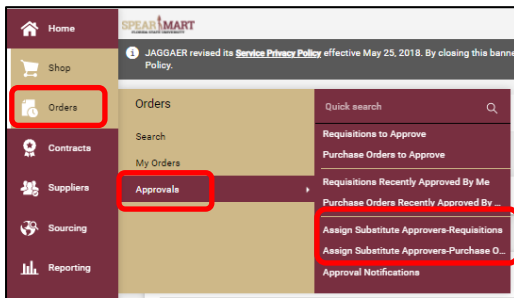 Home
SPEARMART
FLORIDA STATE UNIVERSITY
JAGGAER revised its Service Privacy Policy effective May 25, 2018. By closing this banne
Policy.
Shop
Orders
Contracts
Suppliers
Sourcing
Reporting
Orders
Search
My Orders
Approvals
Quick search
Requisitions to Approve
Purchase Orders to Approve
Requisitions Recently Approved By Me
Purchase Orders Recently Approved By ...
Assign Substitute Approvers-Requisitions
Assign Substitute Approvers-Purchase O...
Approval Notifications